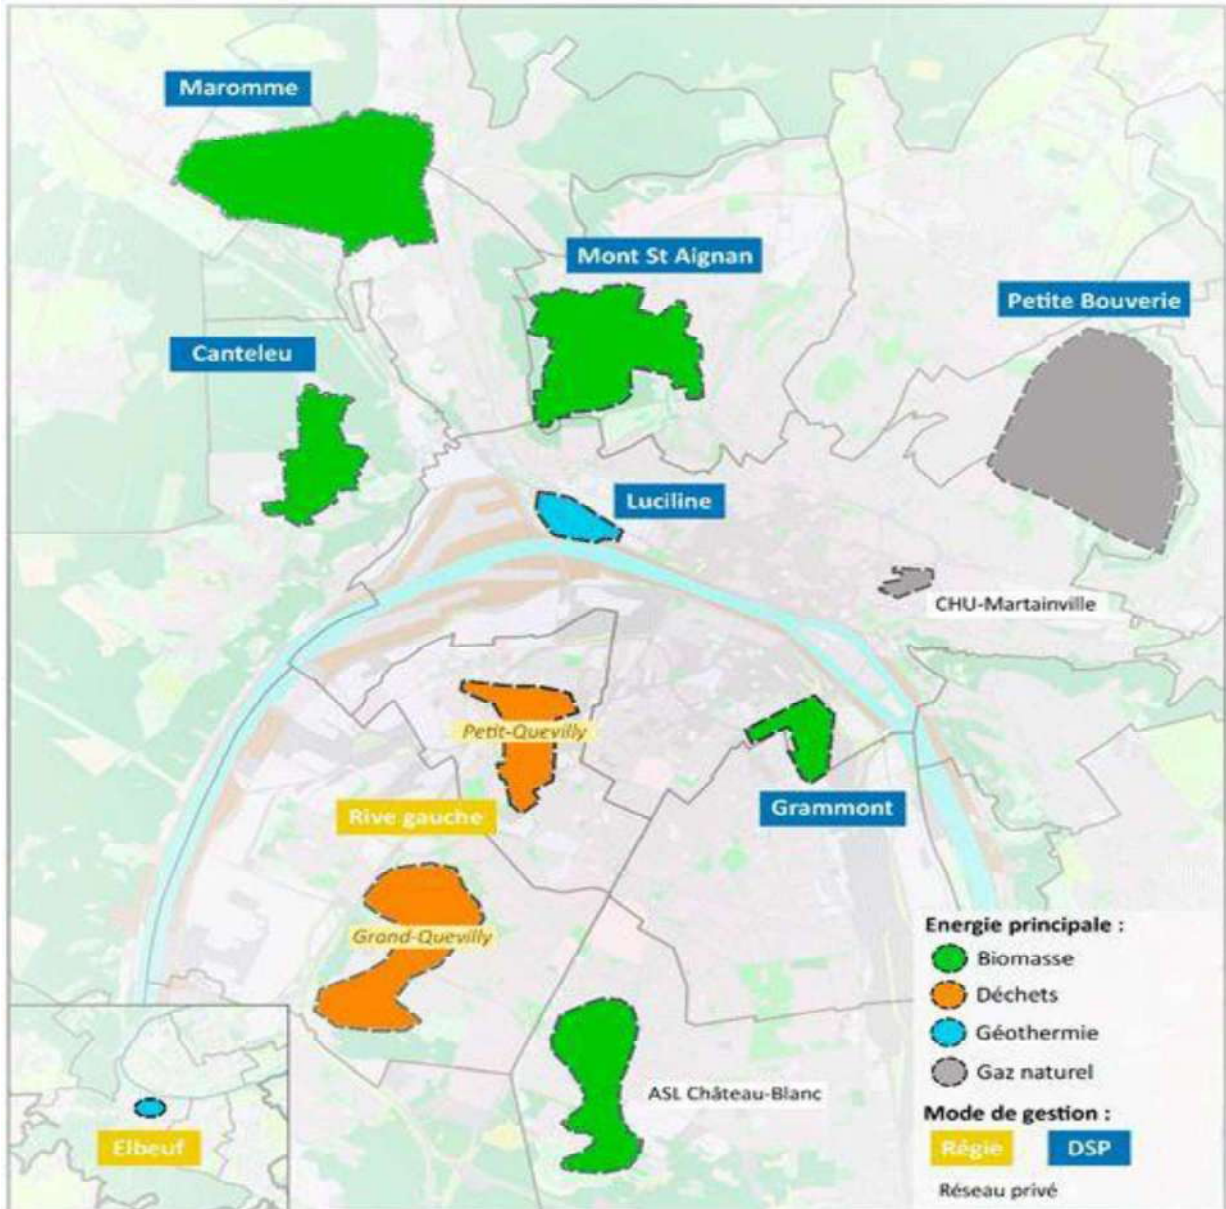 Maromme
Mont St Aignan
Petite Bouverie
Canteleu
Luciline
CHU-Martainville
Petit-Quevilly
Rive gauche
Grammont
Grand-Quevilly
ASL Château-Blanc
Elbeuf
Energie principale :
Biomasse
Déchets
Géothermie
Gaz naturel
Mode de gestion :
Régie DSP
Réseau privé